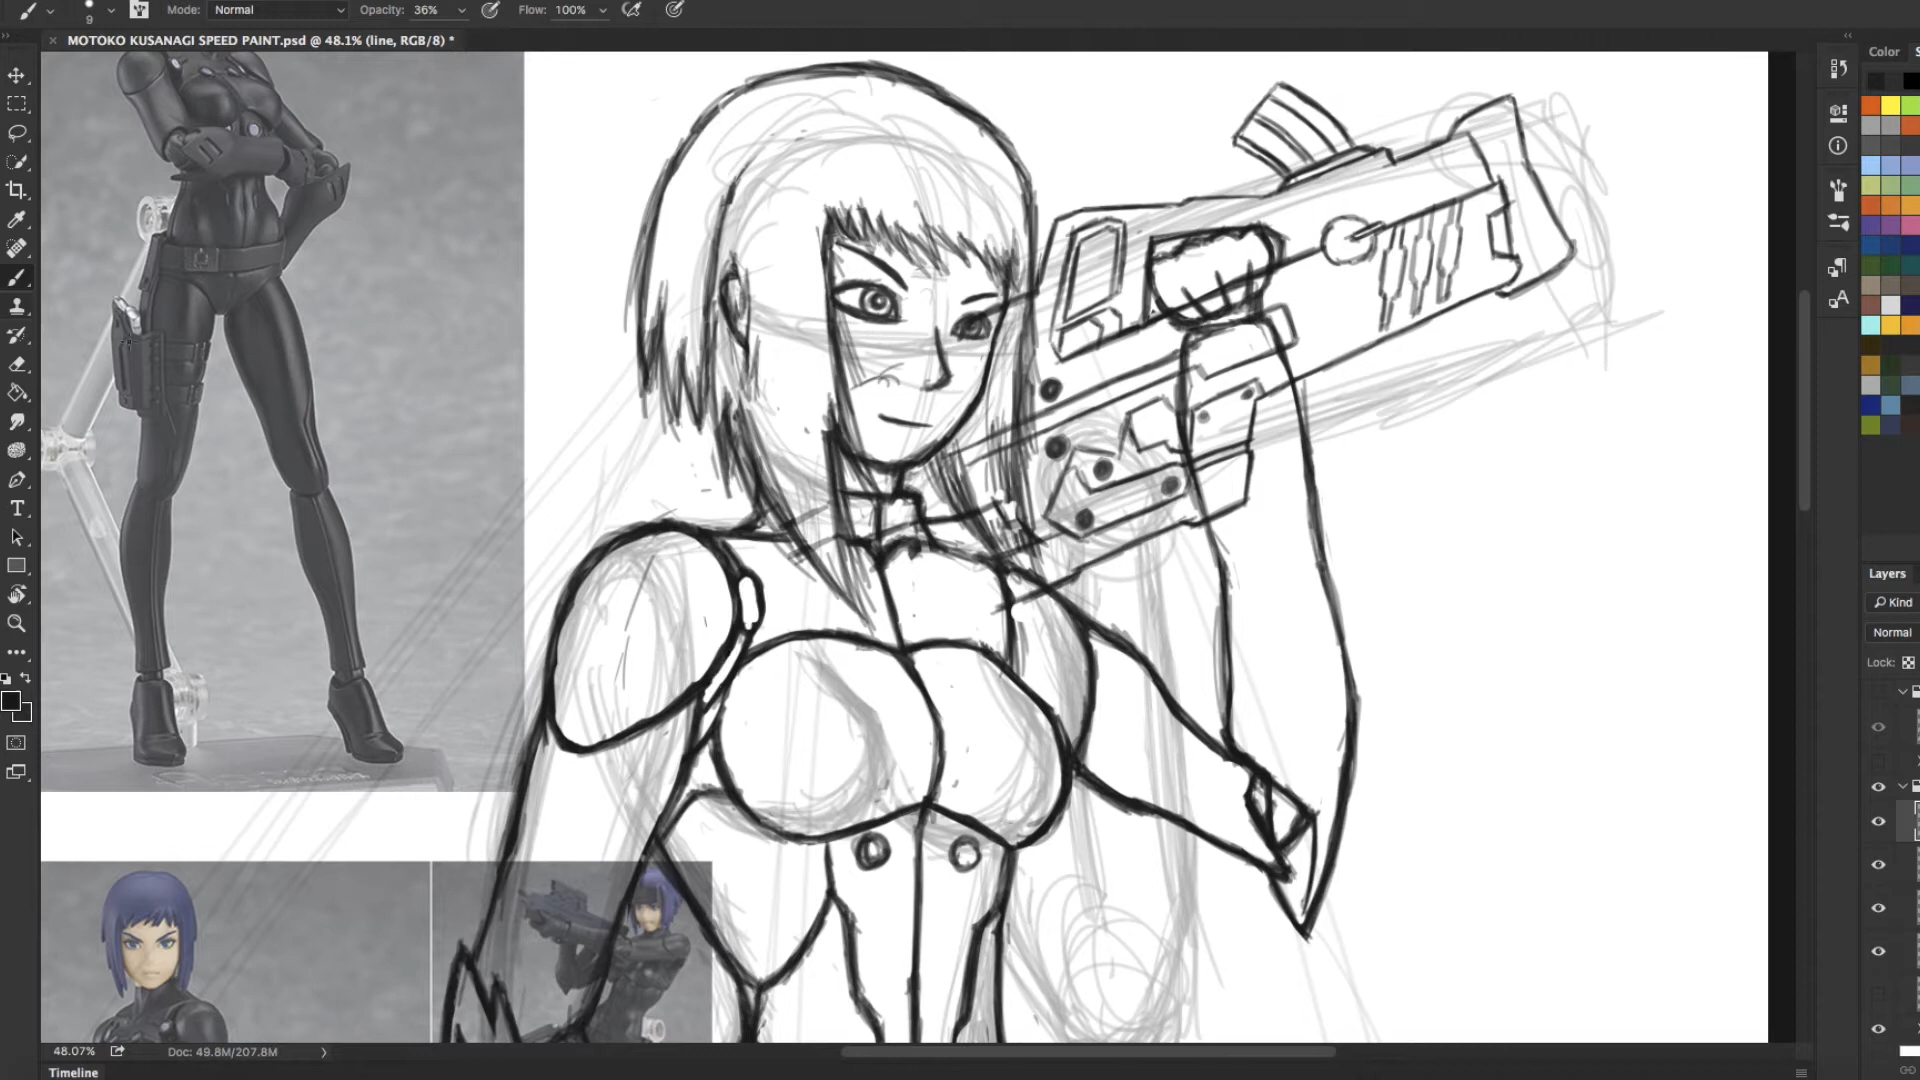 9
Mode: Normal Opacity: 36% Flow: 100%
MOTOKO KUSANAGI SPEED PAINT.psd @ 48.1% (line, RGB/8) *
Color
Layers
Kind
Normal
Lock:
48.07% Doc: 49.8M/207.8M
Timeline